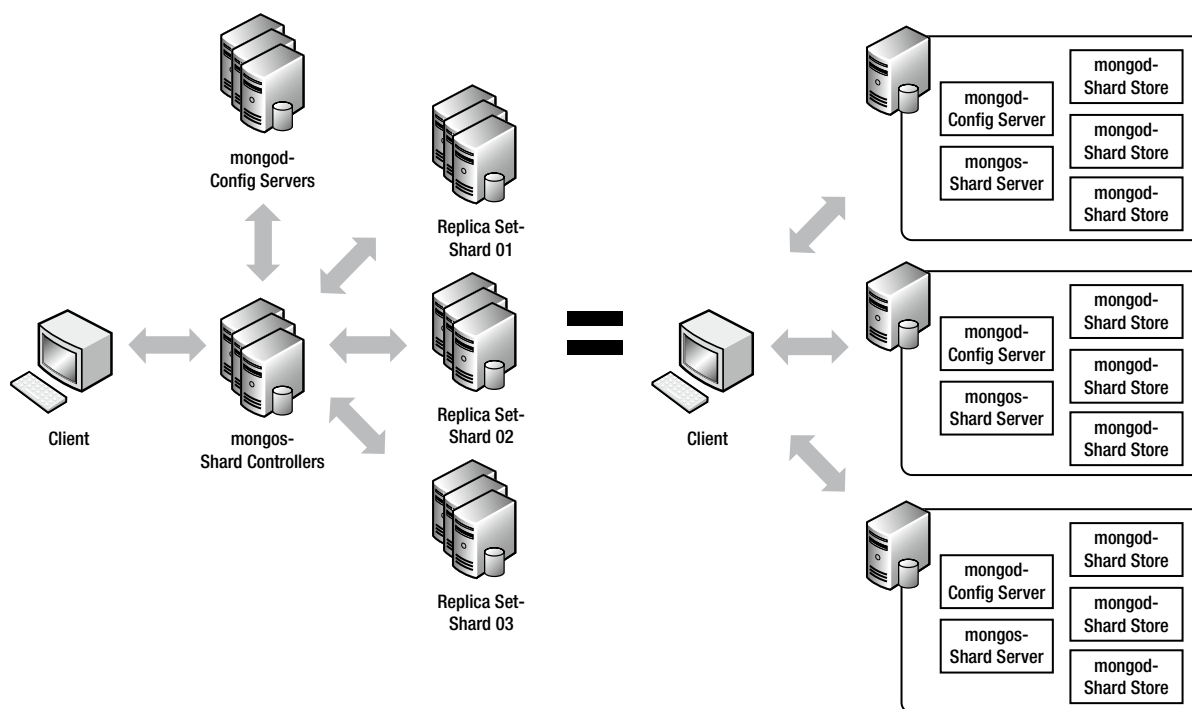 mongod-
Config Servers
Replica Set-
Shard 01
Client
mongos-
Shard Controllers
Replica Set-
Shard 02
Replica Set-
Shard 03
=
Client
mongod-
Config Server
mongos-
Shard Server
mongod-
Shard Store
mongod-
Shard Store
mongod-
Shard Store
mongod-
Config Server
mongos-
Shard Server
mongod-
Shard Store
mongod-
Shard Store
mongod-
Shard Store
mongod-
Config Server
mongos-
Shard Server
mongod-
Shard Store
mongod-
Shard Store
mongod-
Shard Store